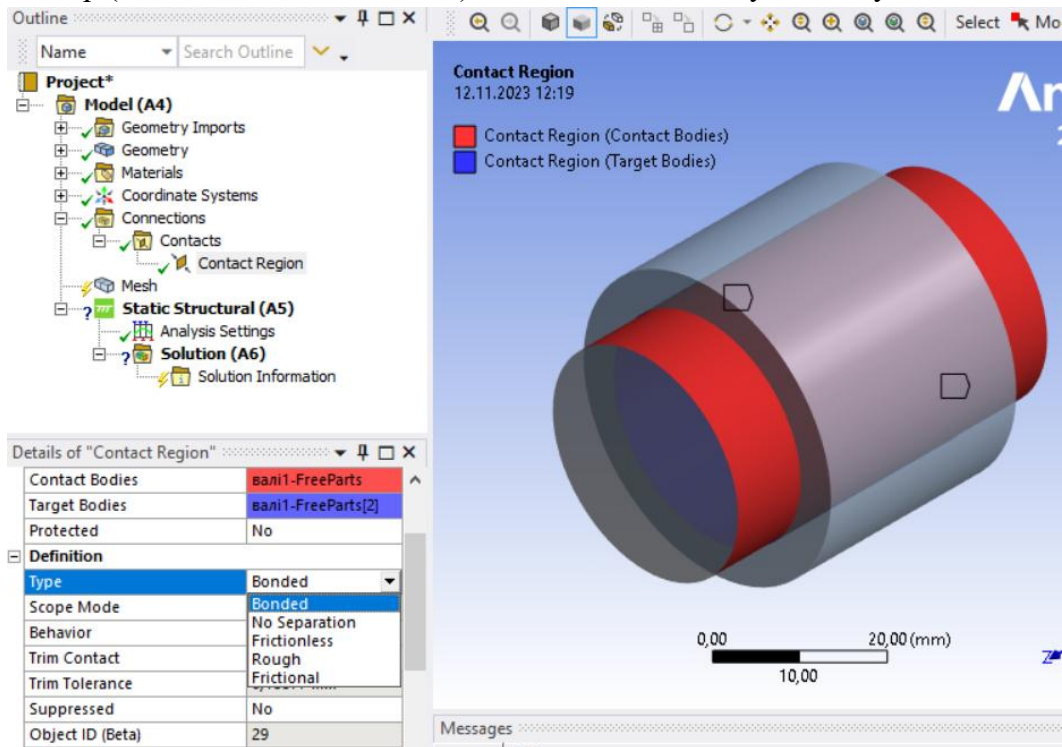 Outline
Name
Search Outline
Project*
Model (A4)
Geometry Imports
Geometry
Materials
Coordinate Systems
Connections
Contacts
Contact Region
Mesh
Static Structural (A5)
Analysis Settings
Solution (A6)
Solution Information
Details of "Contact Region"
Contact Bodies валі1-FreeParts
Target Bodies валі1-FreeParts[2]
Protected No
Definition
Type Bonded
Scope Mode Bonded
No Separation
Behavior Frictionless
Trim Contact Rough
Trim Tolerance Frictional
Suppressed No
Object ID (Beta) 29
Select Mo
Contact Region
12.11.2023 12:19
Contact Region (Contact Bodies)
Contact Region (Target Bodies)
An
0,00 20,00 (mm)
10,00
Z
Messages